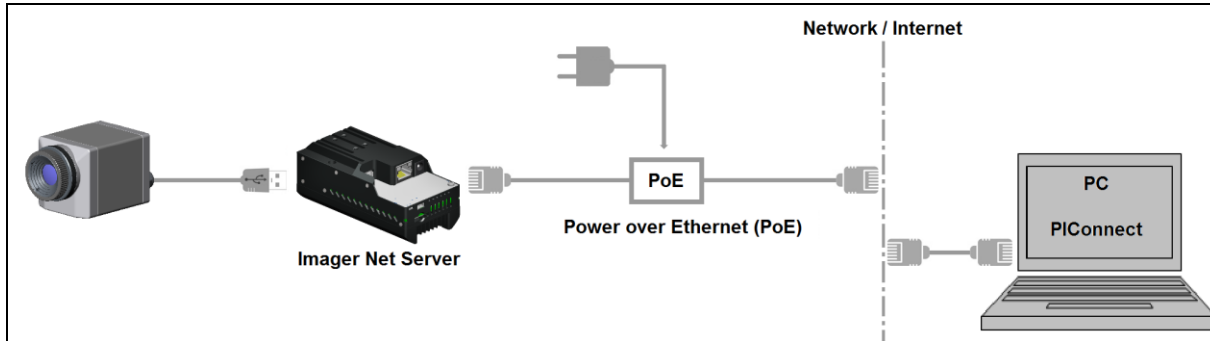 Network / Internet
PoE
PC
Power over Ethernet (PoE)
PIConnect
Imager Net Server